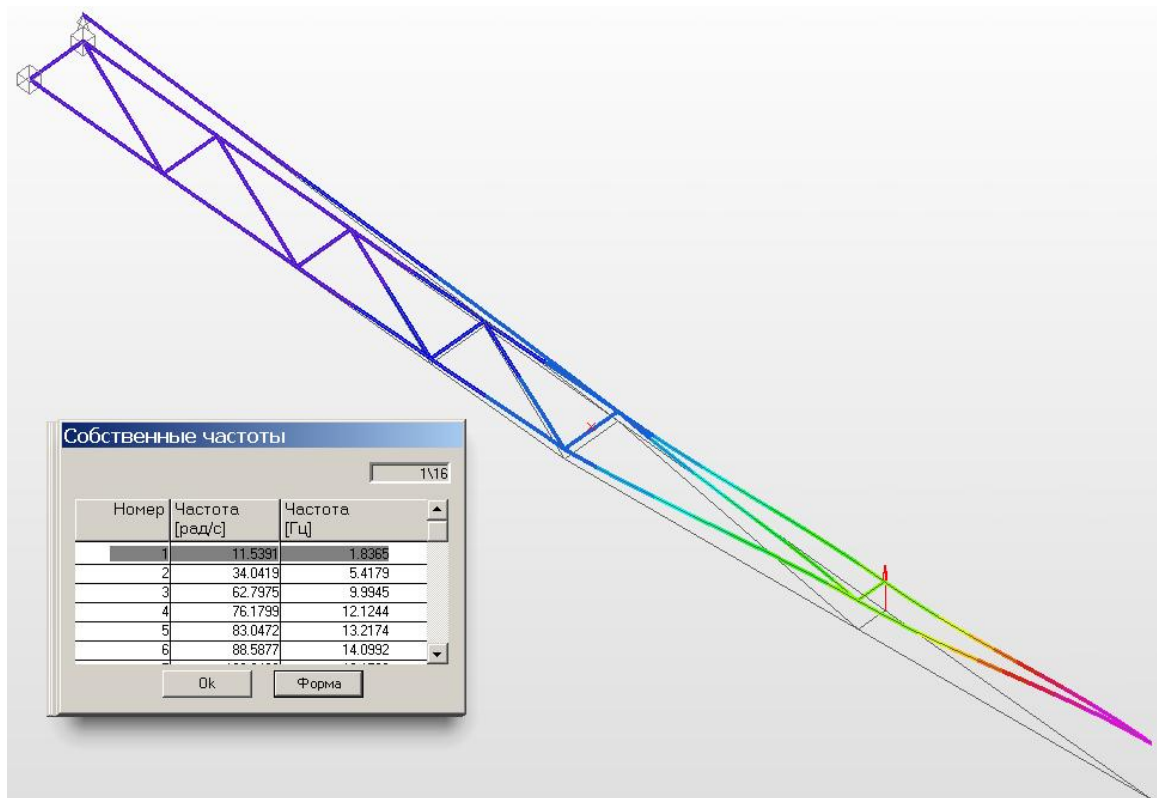 Собственные частоты
1\16
Номер Частота [рад/с] Частота [Гц]
1 11.5391 1.8365
2 34.0419 5.4179
3 62.7975 9.9945
4 76.1799 12.1244
5 83.0472 13.2174
6 88.5877 14.0992
Ok Форма